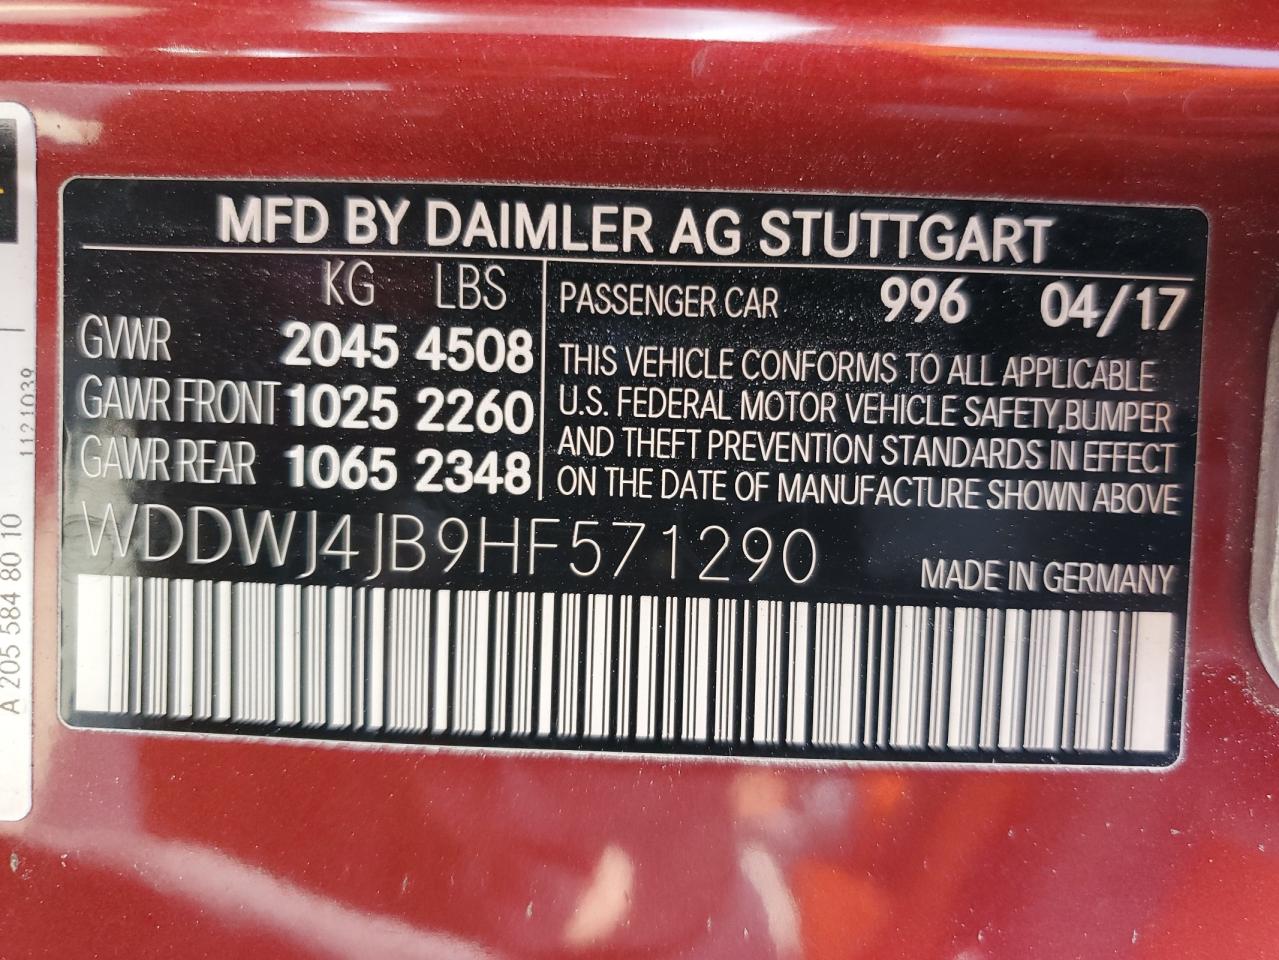 MFD BY DAIMLER AG STUTTGART
KG LBS
GVWR 2045 4508
GAWR FRONT 1025 2260
GAWR REAR 1065 2348
PASSENGER CAR 996 04/17
THIS VEHICLE CONFORMS TO ALL APPLICABLE
U.S. FEDERAL MOTOR VEHICLE SAFETY,BUMPER
AND THEFT PREVENTION STANDARDS IN EFFECT
ON THE DATE OF MANUFACTURE SHOWN ABOVE
WDDWJ4JB9HF571290
MADE IN GERMANY
A 205 584 80 10
1121039